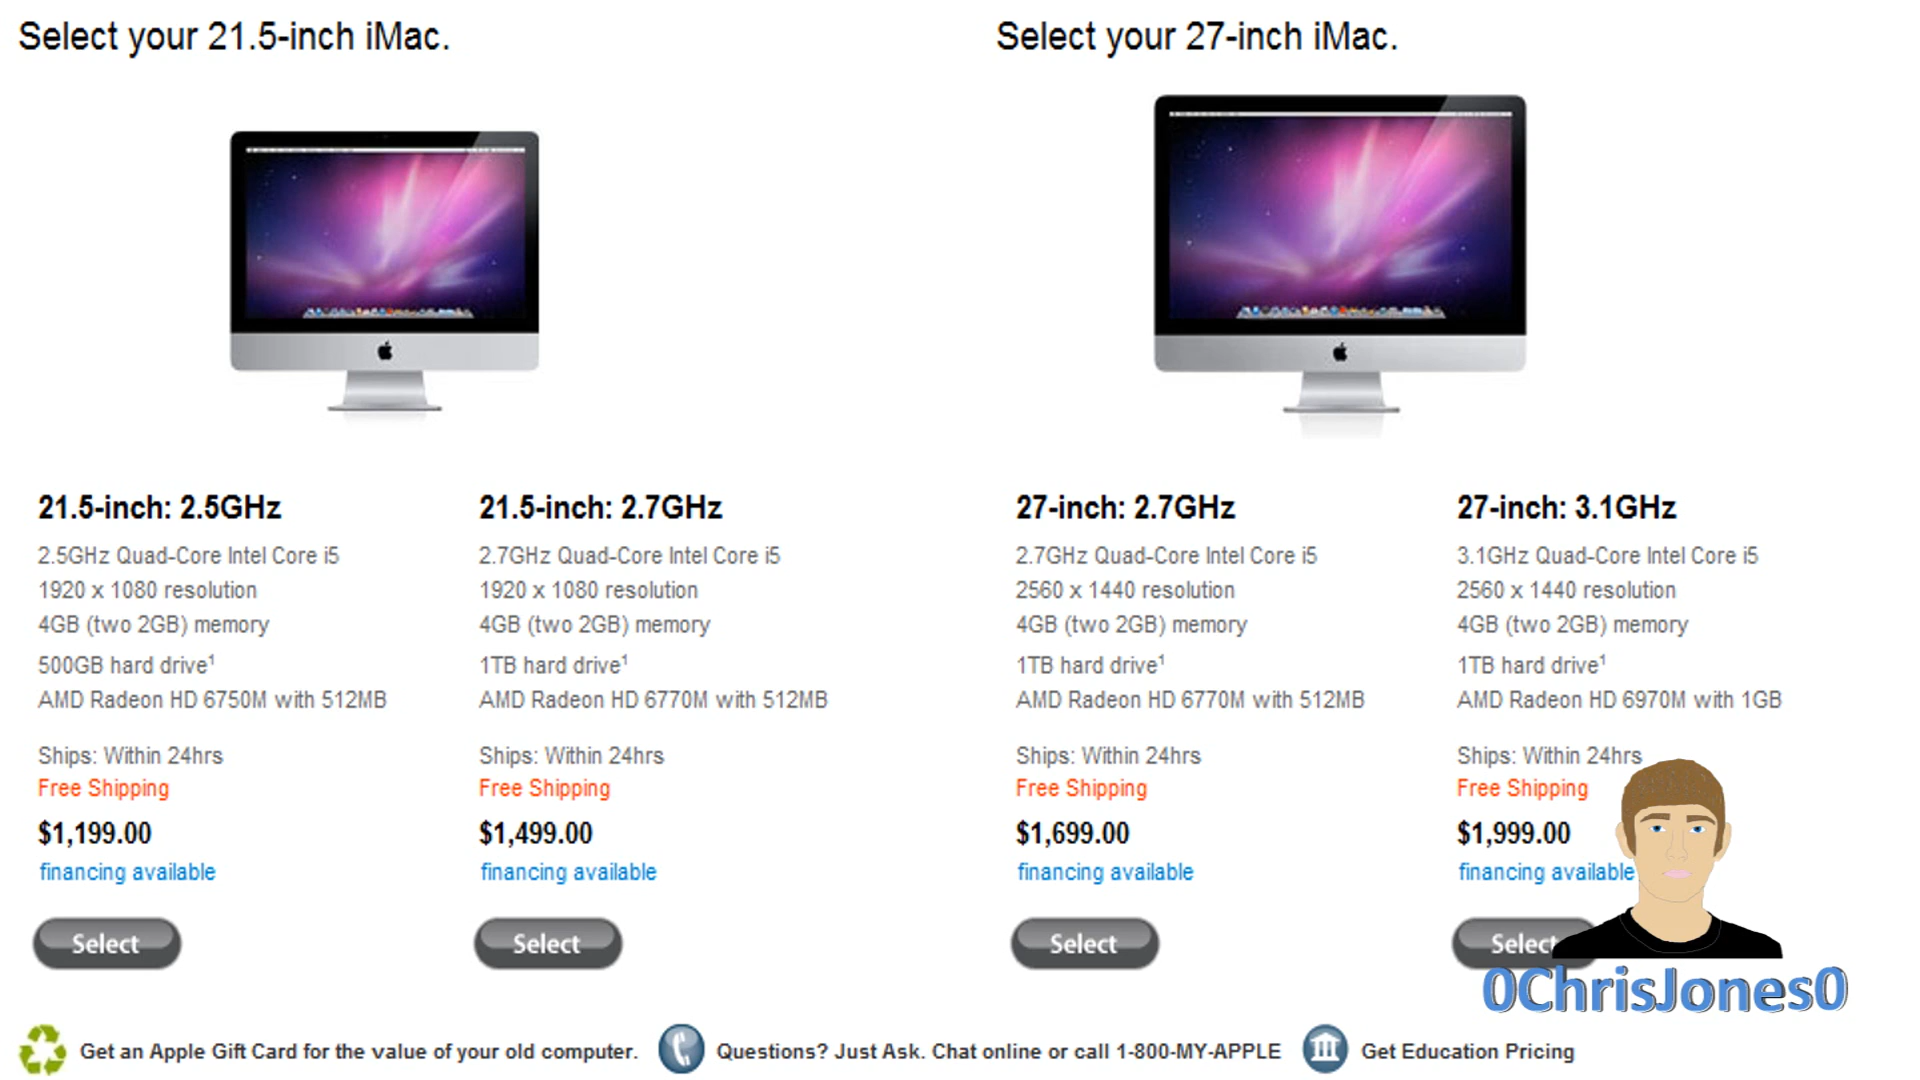 Select your 21.5-inch iMac.
Select your 27-inch iMac.
21.5-inch: 2.5GHz
2.5GHz Quad-Core Intel Core i5
1920 x 1080 resolution
4GB (two 2GB) memory
500GB hard drive¹
AMD Radeon HD 6750M with 512MB
Ships: Within 24hrs
Free Shipping
$1,199.00
financing available
Select
21.5-inch: 2.7GHz
2.7GHz Quad-Core Intel Core i5
1920 x 1080 resolution
4GB (two 2GB) memory
1TB hard drive¹
AMD Radeon HD 6770M with 512MB
Ships: Within 24hrs
Free Shipping
$1,499.00
financing available
Select
27-inch: 2.7GHz
2.7GHz Quad-Core Intel Core i5
2560 x 1440 resolution
4GB (two 2GB) memory
1TB hard drive¹
AMD Radeon HD 6770M with 512MB
Ships: Within 24hrs
Free Shipping
$1,699.00
financing available
Select
27-inch: 3.1GHz
3.1GHz Quad-Core Intel Core i5
2560 x 1440 resolution
4GB (two 2GB) memory
1TB hard drive¹
AMD Radeon HD 6970M with 1GB
Ships: Within 24hrs
Free Shipping
$1,999.00
financing available
Select
0ChrisJones0
Get an Apple Gift Card for the value of your old computer.
Questions? Just Ask. Chat online or call 1-800-MY-APPLE
Get Education Pricing